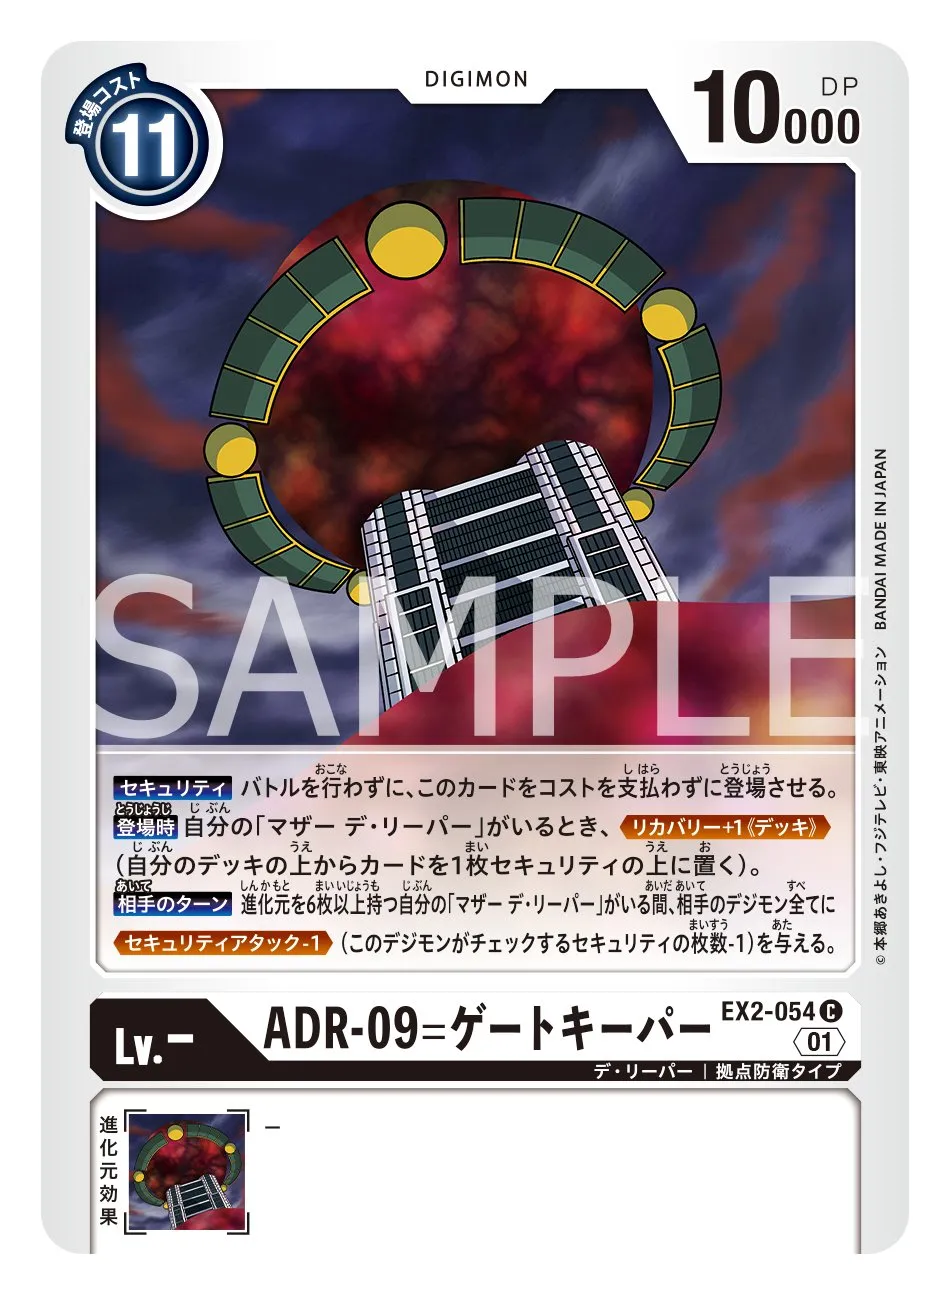 DIGIMON
登場コスト
11
10000
DP
SAMPLE
セキュリティ バトルを行わずに、このカードをコストを支払わずに登場させる。
登場時 自分の「マザー デ・リーパー」がいるとき、《リカバリー+1《デッキ》
(自分のデッキの上からカードを1枚セキュリティの上に置く)。
相手のターン 進化元を6枚以上持つ自分の「マザー デ・リーパー」がいる間、相手のデジモン全てに
セキュリティアタック-1 (このデジモンがチェックするセキュリティの枚数-1)を与える。
©本郷あきよし・フジテレビ・東映アニメーション BANDAI MADE IN JAPAN
Lv.-
ADR-09=ゲートキーパー
EX2-054 C
01
デ・リーパー | 拠点防衛タイプ
進化元効果
-